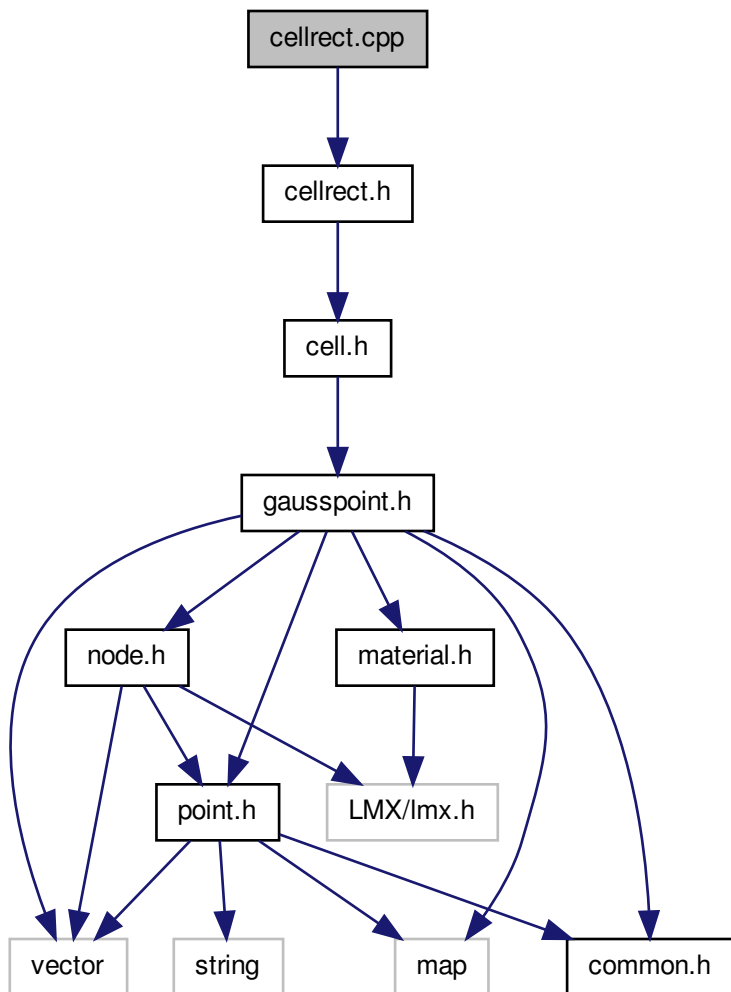 cellrect.cpp
cellrect.h
cell.h
gausspoint.h
node.h
material.h
point.h
LMX/lmx.h
vector
string
map
common.h